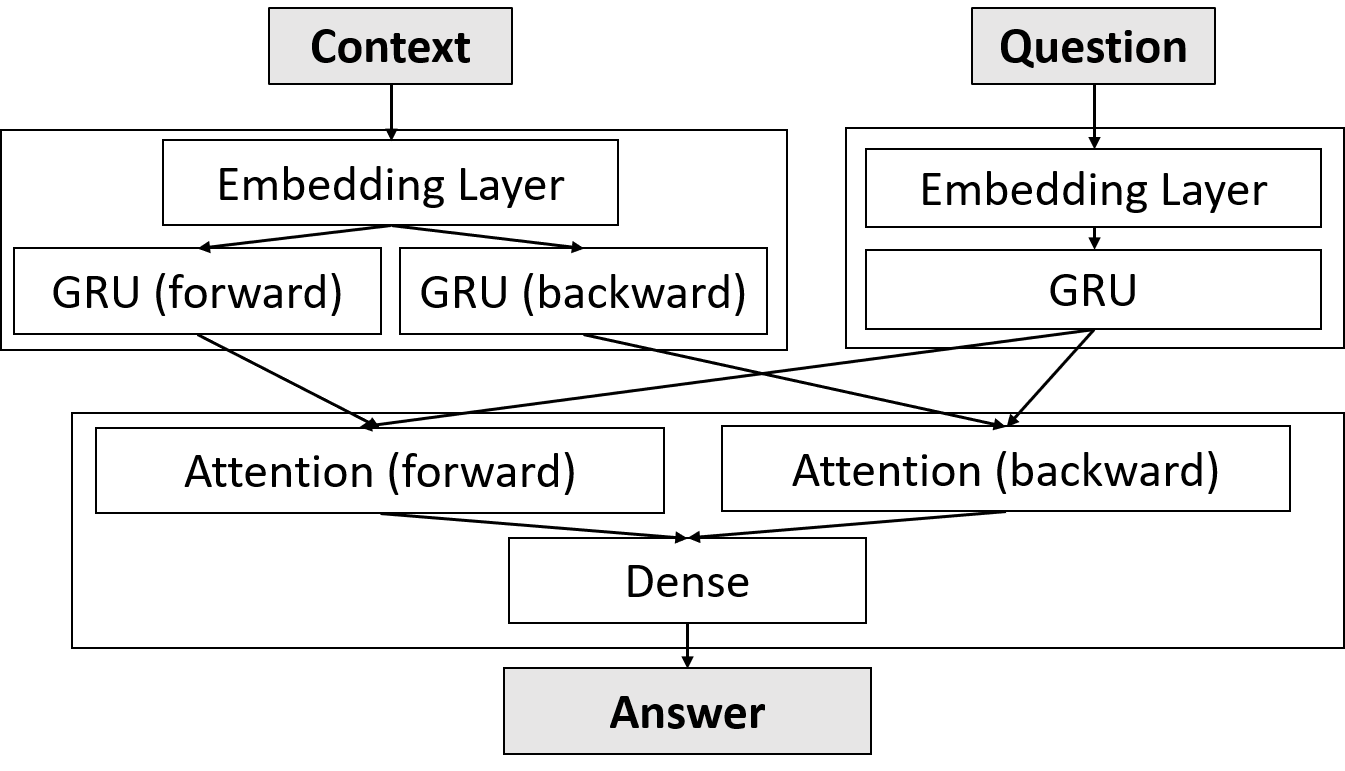 Context
Question
Embedding Layer
Embedding Layer
GRU (forward)
GRU (backward)
GRU
Attention (forward)
Attention (backward)
Dense
Answer